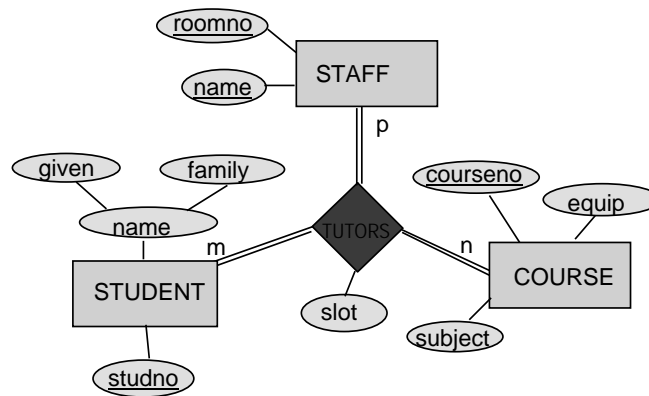 roomno
STAFF
name
p
given
family
courseno
equip
name
TUTORS
m
n
STUDENT
COURSE
slot
subject
studno